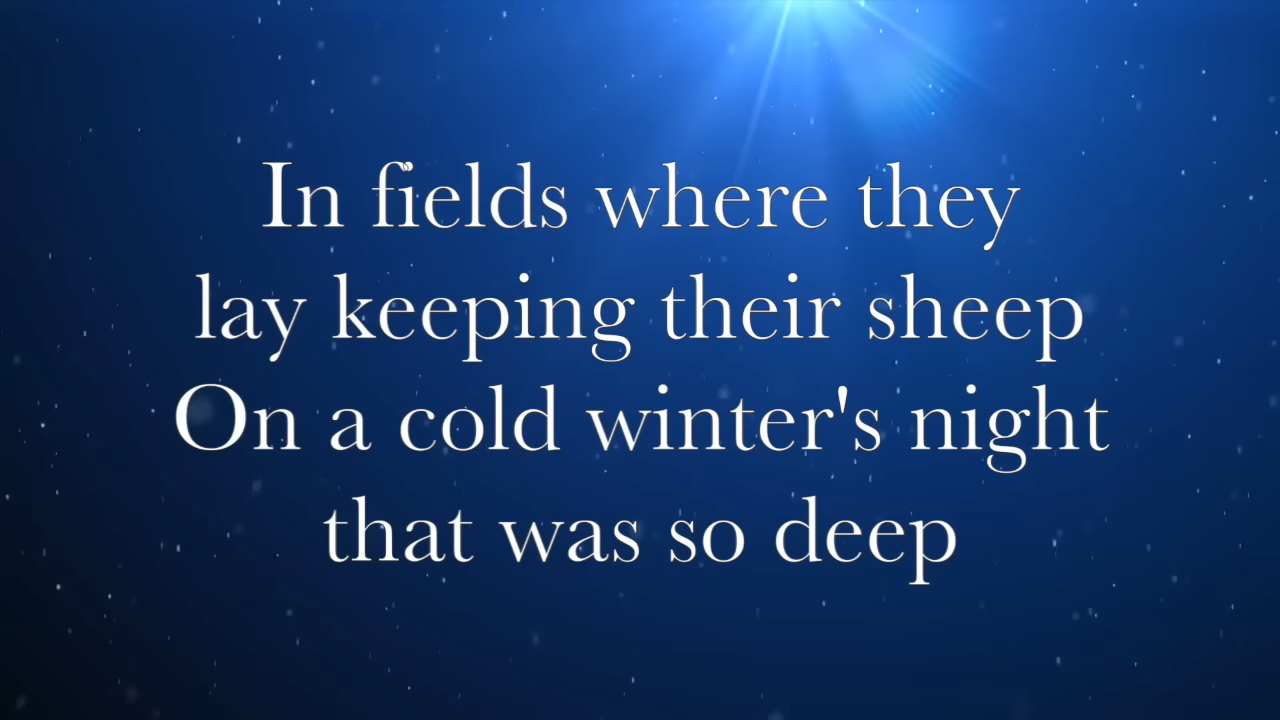 In fields where they
lay keeping their sheep
On a cold winter's night
that was so deep